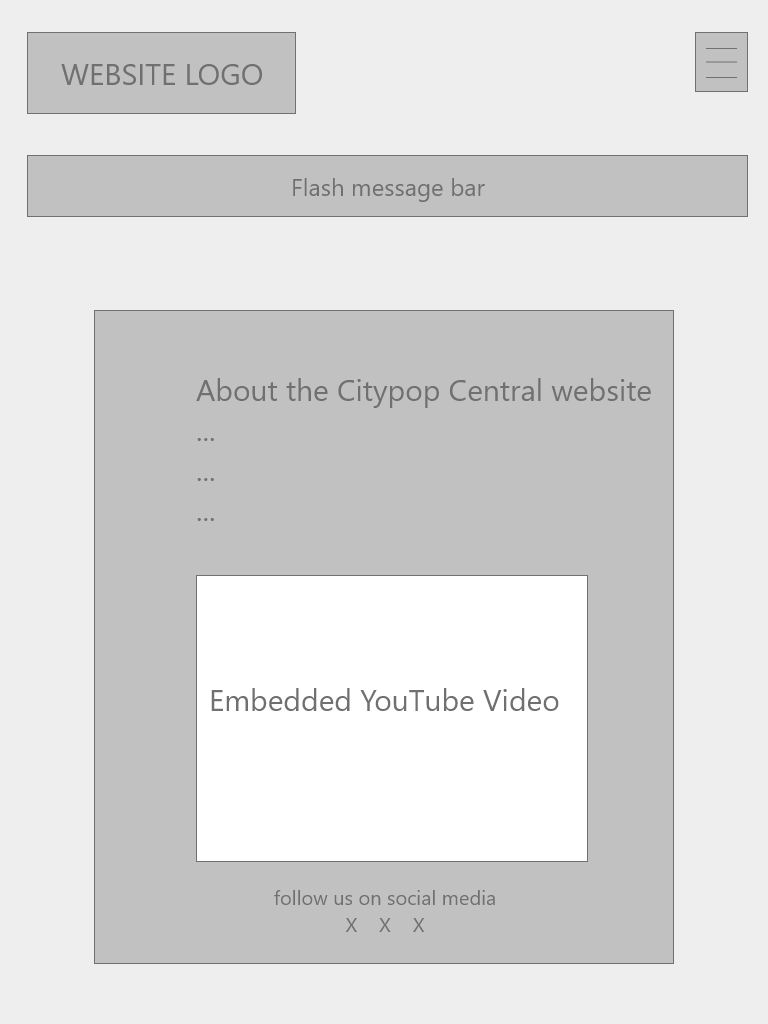 WEBSITE LOGO
Flash message bar
About the Citypop Central website
...
...
...
Embedded YouTube Video
follow us on social media
X X X